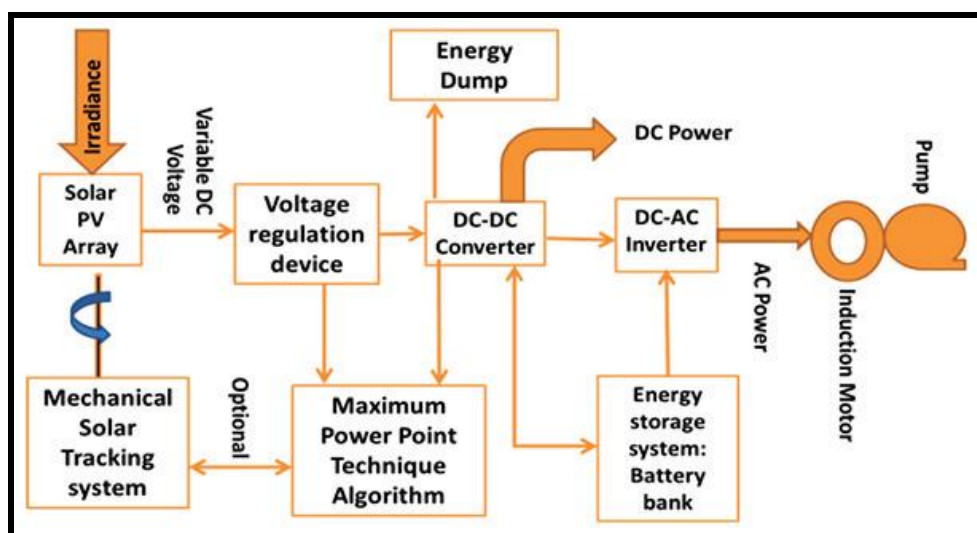 Irradiance
Energy
Dump
DC Power
Pump
Variable DC
Voltage
Solar
PV
Array
Voltage
regulation
device
DC-DC
Converter
DC-AC
Inverter
AC Power
Induction Motor
Mechanical
Solar
Tracking
system
Optional
Maximum
Power Point
Technique
Algorithm
Energy
storage
system:
Battery
bank